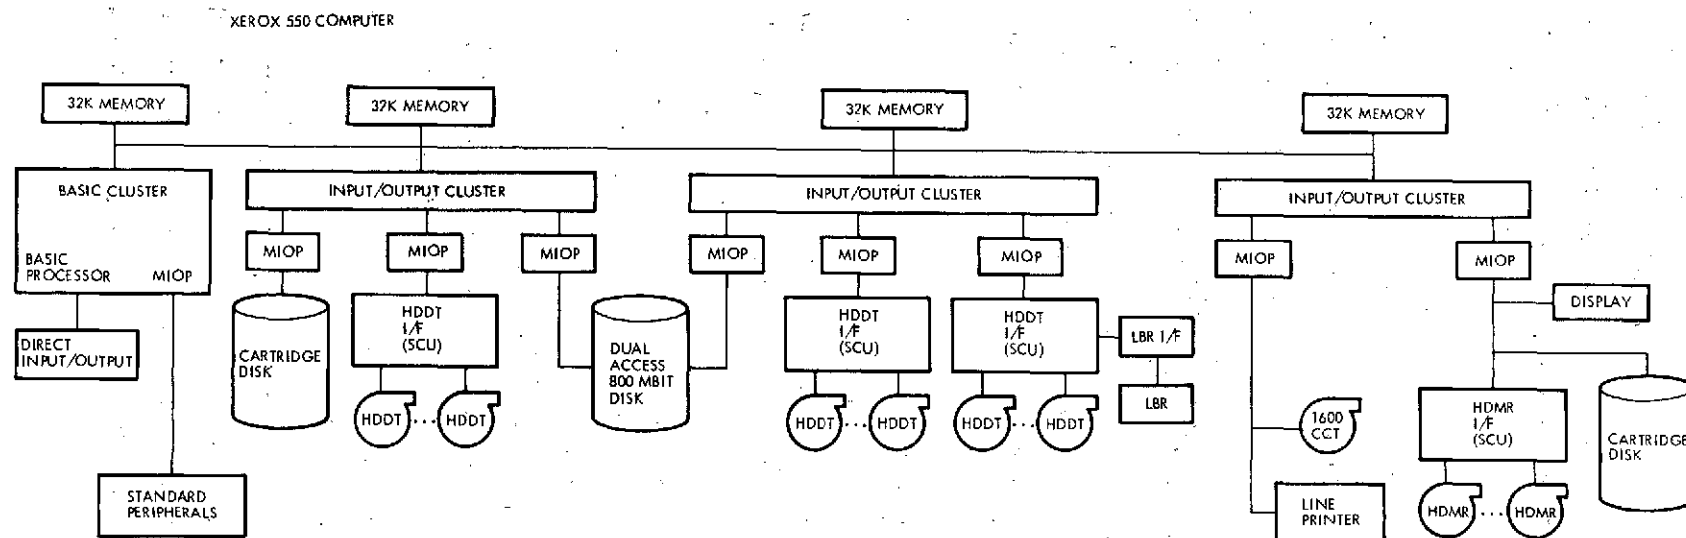 XEROX 550 COMPUTER
32K MEMORY
32K MEMORY
32K MEMORY
32K MEMORY
BASIC CLUSTER
BASIC
PROCESSOR
MIOP
INPUT/OUTPUT CLUSTER
INPUT/OUTPUT CLUSTER
INPUT/OUTPUT CLUSTER
MIOP
MIOP
MIOP
MIOP
MIOP
MIOP
MIOP
MIOP
DIRECT
INPUT/OUTPUT
CARTRIDGE
DISK
HDDT
I/F
(SCU)
HDDT
...
HDDT
DUAL
ACCESS
800 MBIT
DISK
HDDT
I/F
(SCU)
HDDT
...
HDDT
HDDT
I/F
(SCU)
HDDT
...
HDDT
LBR I/F
LBR
DISPLAY
1600
CCT
HDMR
I/F
(SCU)
HDMR
...
HDMR
CARTRIDGE
DISK
STANDARD
PERIPHERALS
LINE
PRINTER